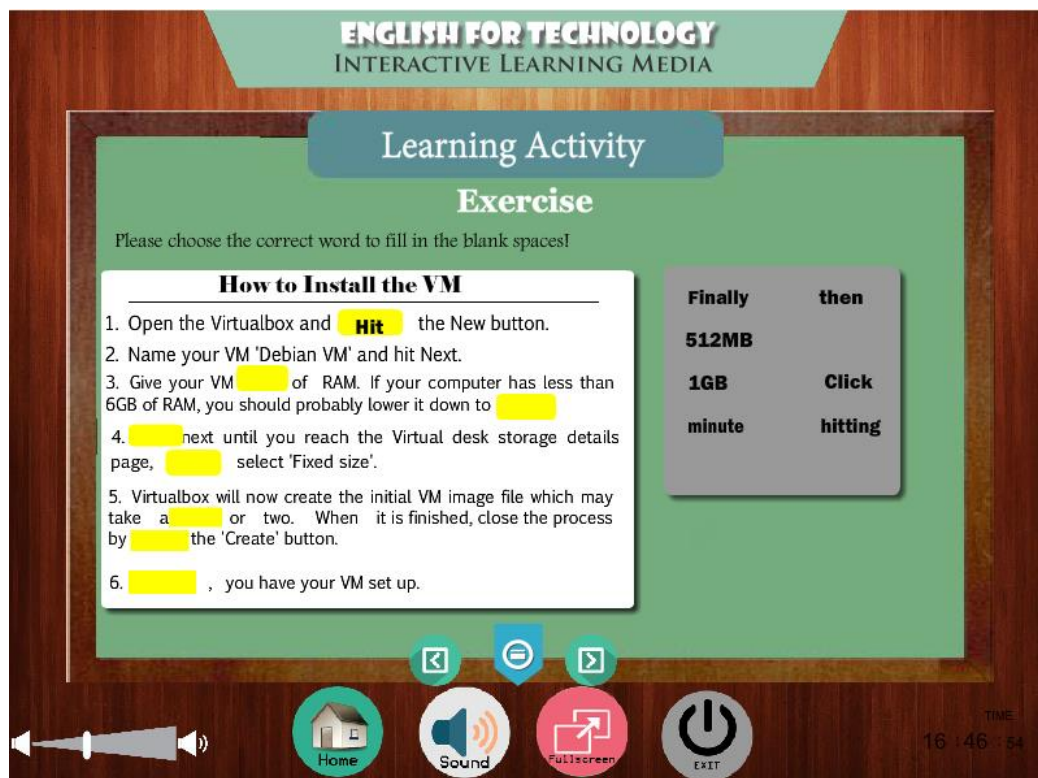 ENGLISH FOR TECHNOLOGY
INTERACTIVE LEARNING MEDIA
Learning Activity
Exercise
Please choose the correct word to fill in the blank spaces!
How to Install the VM
1. Open the Virtualbox and Hit the New button.
2. Name your VM 'Debian VM' and hit Next.
3. Give your VM of RAM. If your computer has less than
6GB of RAM, you should probably lower it down to
4. next until you reach the Virtual desk storage details
page, select 'Fixed size'.
5. Virtualbox will now create the initial VM image file which may
take a or two. When it is finished, close the process
by the 'Create' button.
6. , you have your VM set up.
Finally then
512MB
1GB Click
minute hitting
Home
Sound
Fullscreen
EXIT
TIME
16 :46 : 54